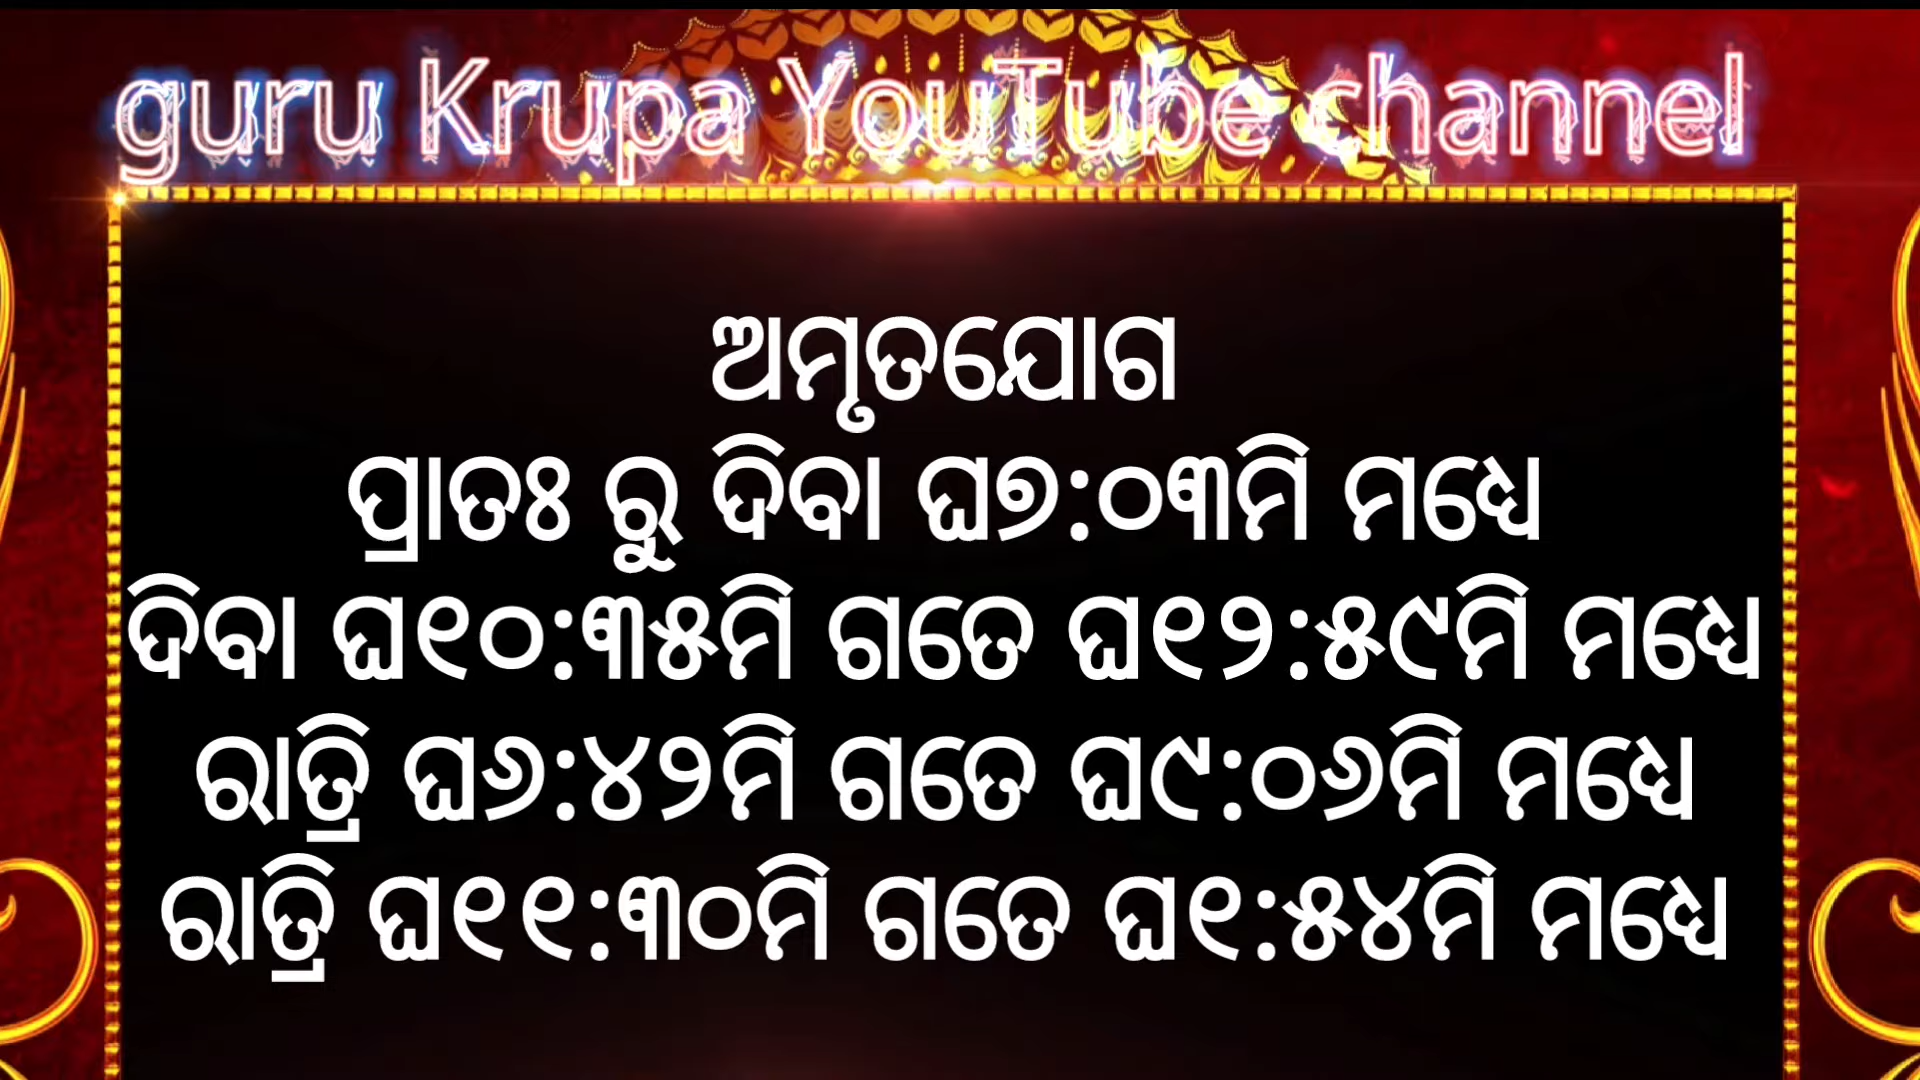 guru Krupa YouTube channel
ଅମୃତଯୋଗ
ପ୍ରାତଃ ରୁ ଦିବା ଘ୭:୦୩ମି ମଧ୍ୟେ
ଦିବା ଘ୧୦:୩୫ମି ଗତେ ଘ୧୨:୫୯ମି ମଧ୍ୟେ
ରାତ୍ରି ଘ୬:୪୨ମି ଗତେ ଘ୯:୦୬ମି ମଧ୍ୟେ
ରାତ୍ରି ଘ୧୧:୩୦ମି ଗତେ ଘ୧:୫୪ମି ମଧ୍ୟେ